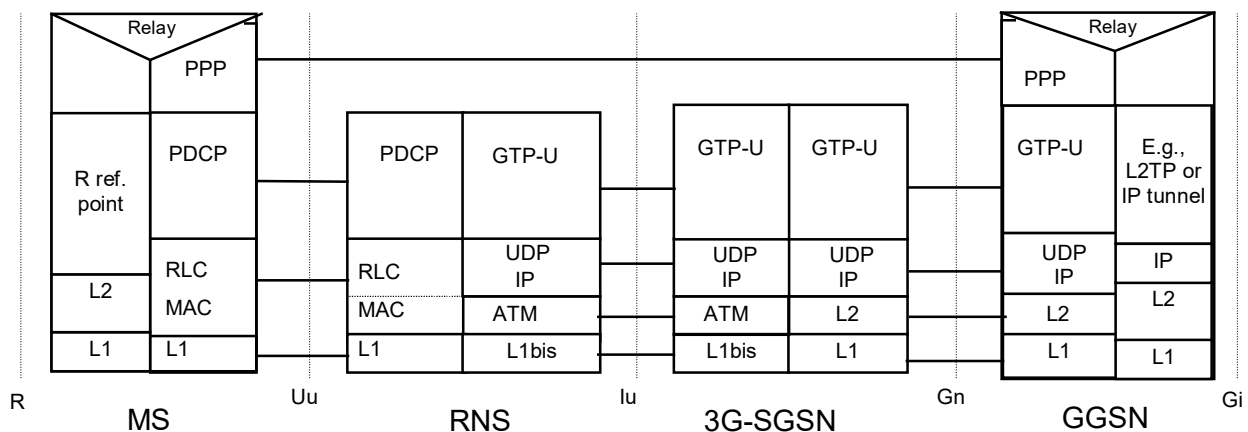 Relay
PPP
PDCP
R ref.
point
RLC
MAC
L2
L1
L1
PDCP
GTP-U
RLC
UDP
IP
MAC
ATM
L1
L1bis
GTP-U
GTP-U
UDP
IP
UDP
IP
ATM
L2
L1bis
L1
Relay
PPP
GTP-U
E.g.,
L2TP or
IP tunnel
UDP
IP
IP
L2
L2
L1
L1
R
Uu
Iu
Gn
Gi
MS
RNS
3G-SGSN
GGSN